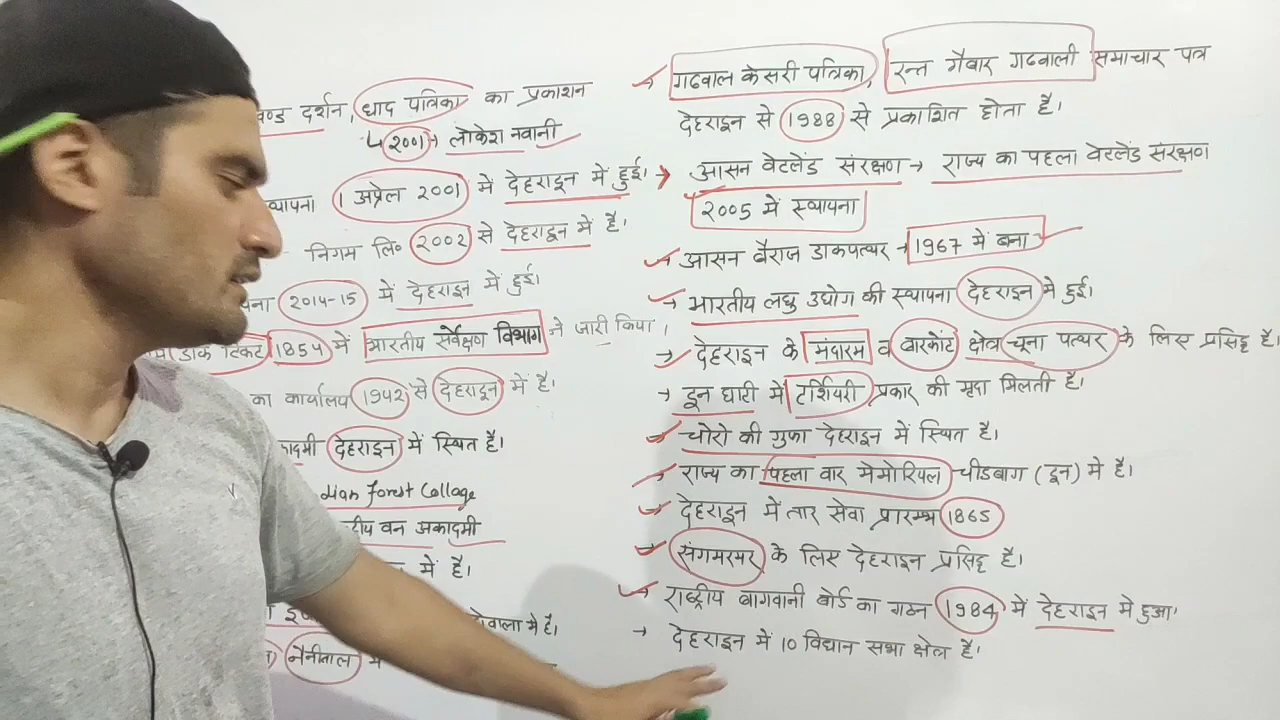 ण्ड दर्शन, धाद पत्रिका का प्रकाशन
↳ 2001 → लोकेश नवानी
स्थापना 1 अप्रेल 2001 में देहराडून में हुई।
निगम लि० 2002 से देहराडून में है।
2014-15 में देहराडून में हुई।
डाक टिकट 1854 में भारतीय सर्वेक्षण विभाग ने जारी किया,
का कार्यालय 1942 से देहराडून में है।
देहराडून में स्थित है।
Forest Collage
वन अकादमी
में है।
वाला मे है।
नैनीताल में
→ गढवाल केसरी पत्रिका, रन्त रैबार गढवाली समाचार पत्र
देहराडून से 1988 से प्रकाशित होता है।
→ आसन वेटलेंड संरक्षण → राज्य का पहला वेटलेंड संरक्षण
2005 में स्थापना
→ आसन बैराज डाकपत्थर → 1967 में बना
→ भारतीय लघु उद्योग की स्थापना देहराडून मे हुई।
→ देहराडून के मंदारम व बारकोट क्षेत्र चूना पत्थर के लिए प्रसिद्द है।
→ डून घाटी में टर्शियरी प्रकार की मृदा मिलती है।
→ चोरो की गुफा देहराडून में स्थित है।
राज्य का पहला वार मेमोरियल चीडबाग (डून) मे है।
→ देहराडून में तार सेवा प्रारम्भ 1865
→ संगमरमर के लिए देहराडून प्रसिद्द है।
→ राष्ट्रीय बागवानी बोर्ड का गठन 1984 में देहराडून मे हुआ।
→ देहराडून में 10 विधान सभा क्षेत्र है।